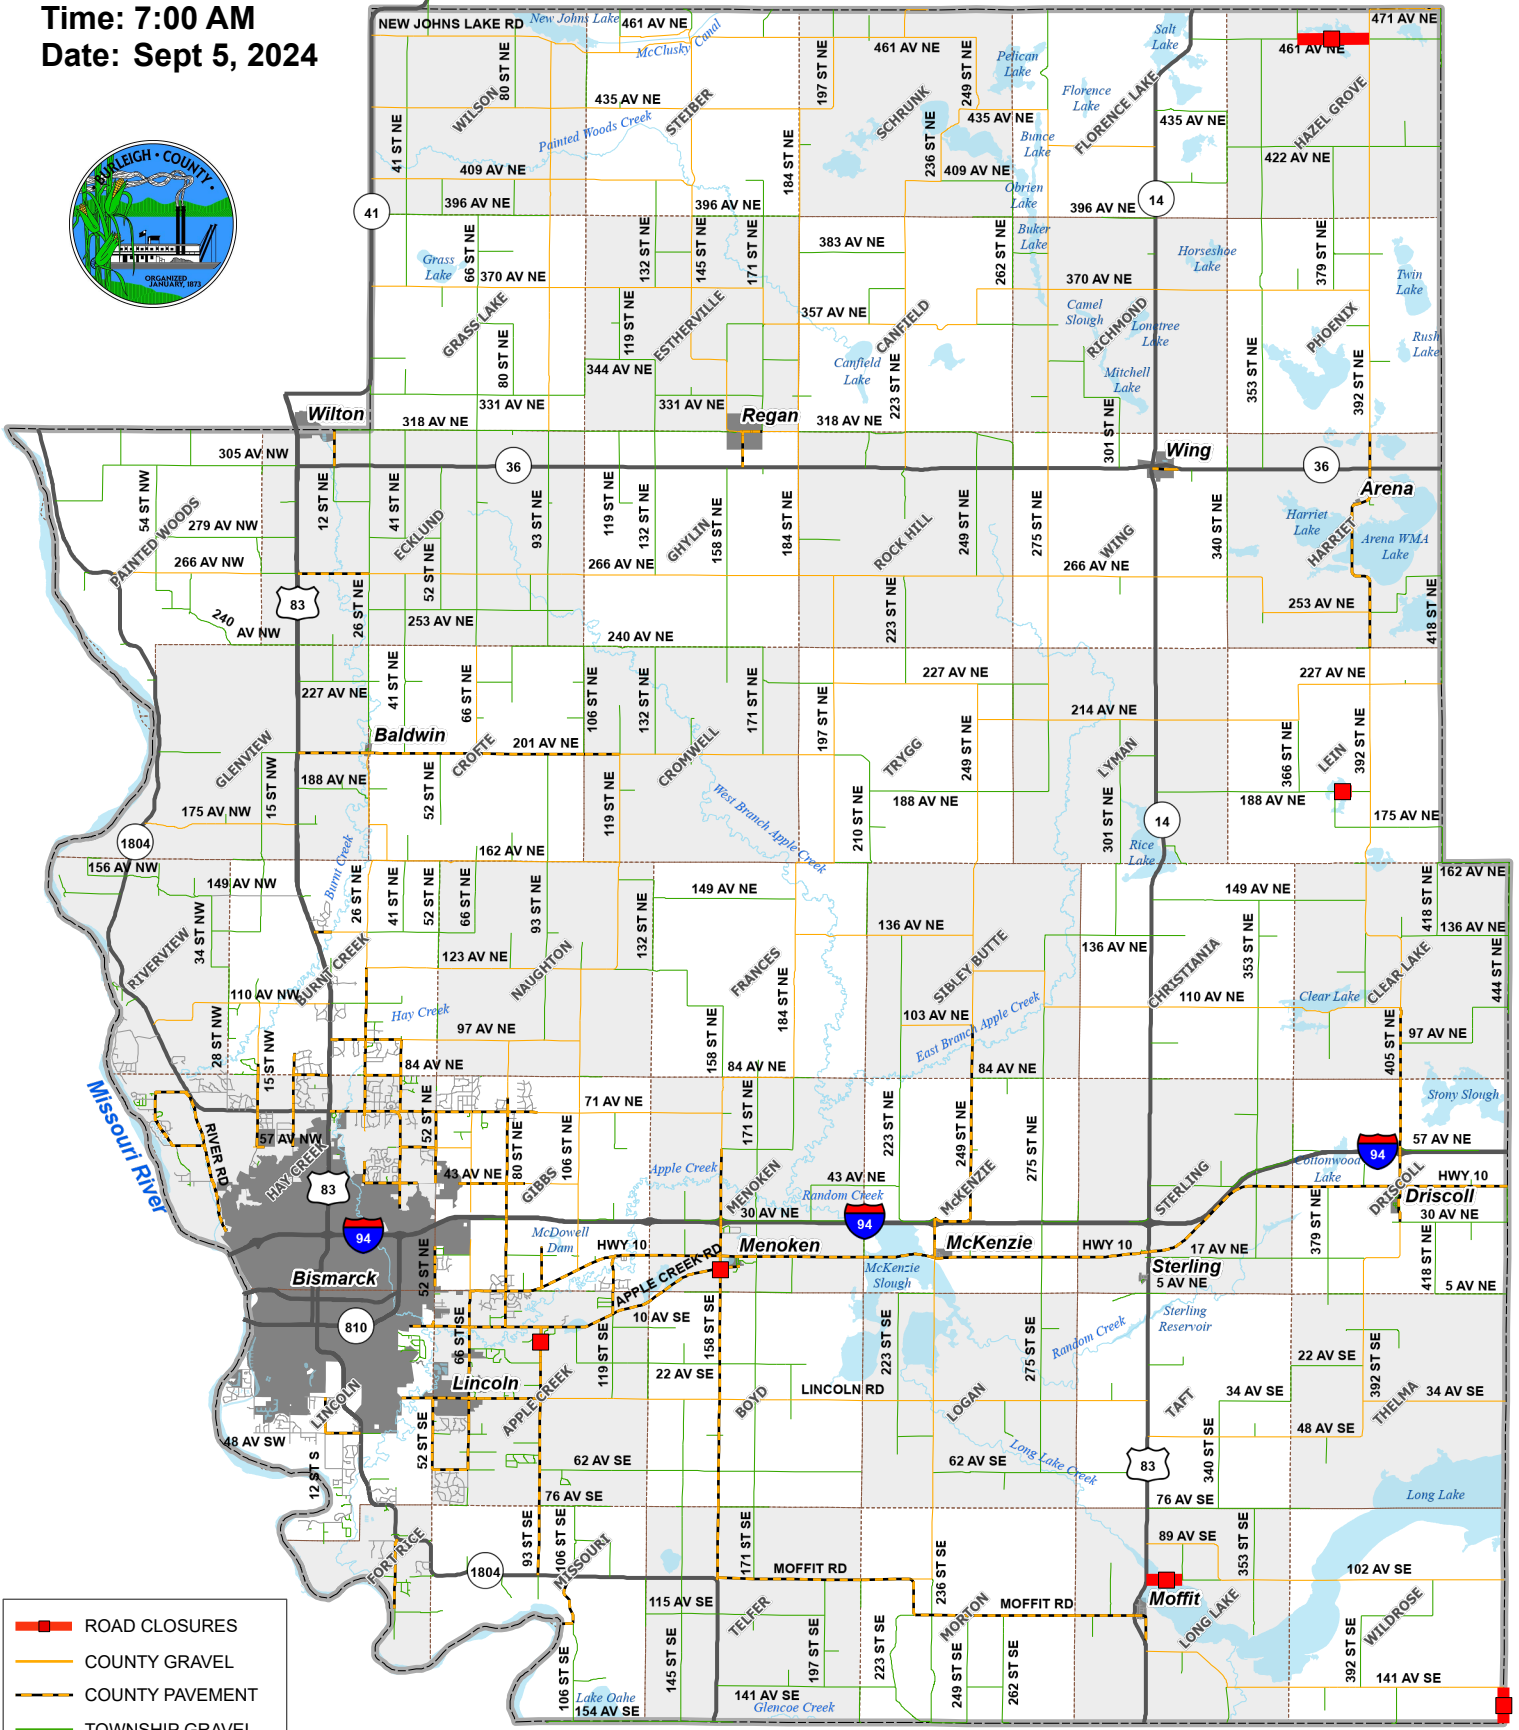 Time: 7:00 AM
Date: Sept 5, 2024
BURLEIGH • COUNTY
ORGANIZED
JANUARY, 1873
NEW JOHNS LAKE RD
New Johns Lake
461 AV NE
McClusky Canal
461 AV NE
Pelican
Lake
Salt
Lake
471 AV NE
461 AV NE
80 ST NE
197 ST NE
249 ST NE
WILSON
435 AV NE
STEIBER
SCHRUNK
Florence
Lake
FLORENCE LAKE
HAZEL GROVE
41 ST NE
Painted Woods Creek
236 ST NE
435 AV NE
435 AV NE
Bunce
Lake
184 ST NE
409 AV NE
409 AV NE
422 AV NE
Obrien
Lake
396 AV NE
396 AV NE
396 AV NE
41
14
Grass
Lake
66 ST NE
132 ST NE
145 ST NE
171 ST NE
383 AV NE
262 ST NE
Buker
Lake
Horseshoe
Lake
379 ST NE
Twin
Lake
370 AV NE
370 AV NE
GRASS LAKE
119 ST NE
ESTHERVILLE
357 AV NE
CANFIELD
Camel
Slough
RICHMOND
Lonetree
Lake
PHOENIX
Rush
Lake
80 ST NE
344 AV NE
Canfield
Lake
223 ST NE
Mitchell
Lake
353 ST NE
392 ST NE
331 AV NE
331 AV NE
Wilton
318 AV NE
Regan
318 AV NE
301 ST NE
Wing
305 AV NW
36
36
54 ST NW
PAINTED WOODS
279 AV NW
12 ST NE
41 ST NE
ECKLUND
93 ST NE
119 ST NE
132 ST NE
GHYLIN
158 ST NE
184 ST NE
ROCK HILL
249 ST NE
275 ST NE
WING
340 ST NE
Arena
Harriet
Lake
HARRIET
Arena WMA
Lake
266 AV NW
52 ST NE
266 AV NE
266 AV NE
83
26 ST NE
253 AV NE
223 ST NE
253 AV NE
418 ST NE
240
AV NW
240 AV NE
227 AV NE
41 ST NE
66 ST NE
106 ST NE
132 ST NE
171 ST NE
197 ST NE
227 AV NE
227 AV NE
214 AV NE
GLENVIEW
Baldwin
201 AV NE
CROFTE
CROMWELL
TRYGG
249 ST NE
LYMAN
366 ST NE
LEIN
392 ST NE
15 ST NW
188 AV NE
52 ST NE
119 ST NE
West Branch Apple Creek
188 AV NE
188 AV NE
175 AV NW
210 ST NE
301 ST NE
14
175 AV NE
1804
Burnt Creek
162 AV NE
Rice
Lake
156 AV NW
149 AV NW
26 ST NE
41 ST NE
52 ST NE
66 ST NE
93 ST NE
132 ST NE
149 AV NE
149 AV NE
418 ST NE
162 AV NE
RIVERVIEW
34 ST NW
136 AV NE
136 AV NE
136 AV NE
BURNT CREEK
123 AV NE
NAUGHTON
FRANCES
184 ST NE
SIBLEY BUTTE
CHRISTIANIA
353 ST NE
CLEAR LAKE
444 ST NE
110 AV NW
110 AV NE
Clear Lake
Hay Creek
97 AV NE
158 ST NE
103 AV NE
East Branch Apple Creek
97 AV NE
405 ST NE
28 ST NW
15 ST NW
84 AV NE
84 AV NE
84 AV NE
Missouri River
52 ST NE
71 AV NE
171 ST NE
223 ST NE
249 ST NE
275 ST NE
Stony Slough
RIVER RD
57 AV NW
HAY CREEK
80 ST NE
106 ST NE
57 AV NE
94
83
43 AV NE
GIBBS
Apple Creek
MENOKEN
43 AV NE
Random Creek
McKENZIE
STERLING
Cottonwood
Lake
HWY 10
379 ST NE
DRISCOLL
Driscoll
30 AV NE
94
30 AV NE
94
52 ST NE
McDowell
Dam
HWY 10
Menoken
McKenzie
HWY 10
17 AV NE
418 ST NE
Bismarck
APPLE CREEK RD
McKenzie
Slough
Sterling
5 AV NE
5 AV NE
810
66 ST SE
10 AV SE
158 ST SE
223 ST SE
275 ST SE
Random Creek
Sterling
Reservoir
119 ST SE
22 AV SE
22 AV SE
392 ST SE
Lincoln
LINCOLN
APPLE CREEK
BOYD
LINCOLN RD
LOGAN
TAFT
34 AV SE
34 AV SE
THELMA
48 AV SW
52 ST SE
48 AV SE
340 ST SE
12 ST S
62 AV SE
62 AV SE
Long Lake Creek
83
76 AV SE
76 AV SE
Long Lake
FORT RICE
93 ST SE
106 ST SE
MISSOURI
171 ST SE
89 AV SE
353 ST SE
1804
MOFFIT RD
236 ST SE
102 AV SE
Moffit
115 AV SE
TELFER
MOFFIT RD
MORTON
LONG LAKE
WILDROSE
106 ST SE
145 ST SE
197 ST SE
223 ST SE
249 ST SE
262 ST SE
392 ST SE
141 AV SE
141 AV SE
Lake Oahe
154 AV SE
Glencoe Creek
ROAD CLOSURES
COUNTY GRAVEL
COUNTY PAVEMENT
TOWNSHIP GRAVEL